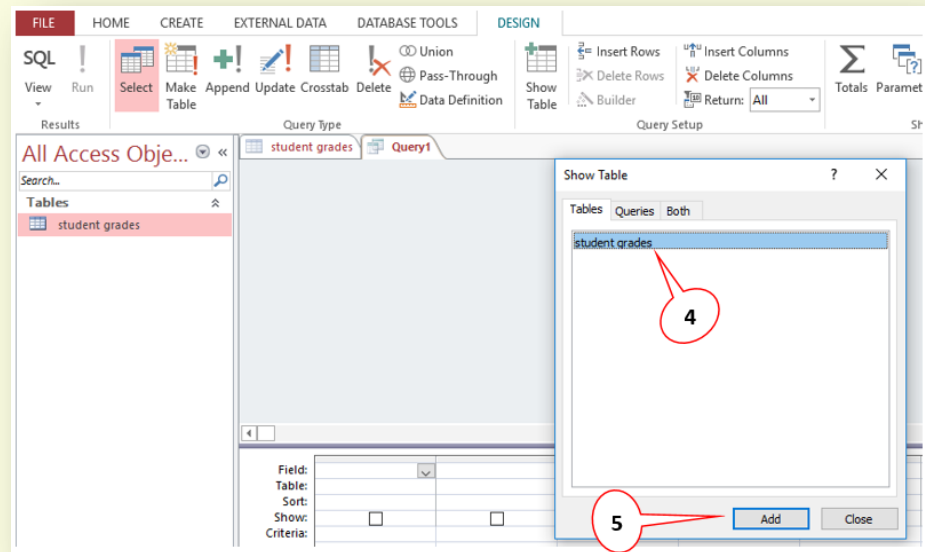 FILE HOME CREATE EXTERNAL DATA DATABASE TOOLS DESIGN
SQL
View
Run
Select
Make Table
Append
Update
Crosstab
Delete
Union
Pass-Through
Data Definition
Show Table
Insert Rows
Delete Rows
Builder
Insert Columns
Delete Columns
Return: All
Totals
Paramet
Results
Query Type
Query Setup
Sh
All Access Obje...
Search...
Tables
student grades
student grades
Query1
Show Table ? X
Tables Queries Both
student grades
4
Field:
Table:
Sort:
Show:
Criteria:
5
Add
Close